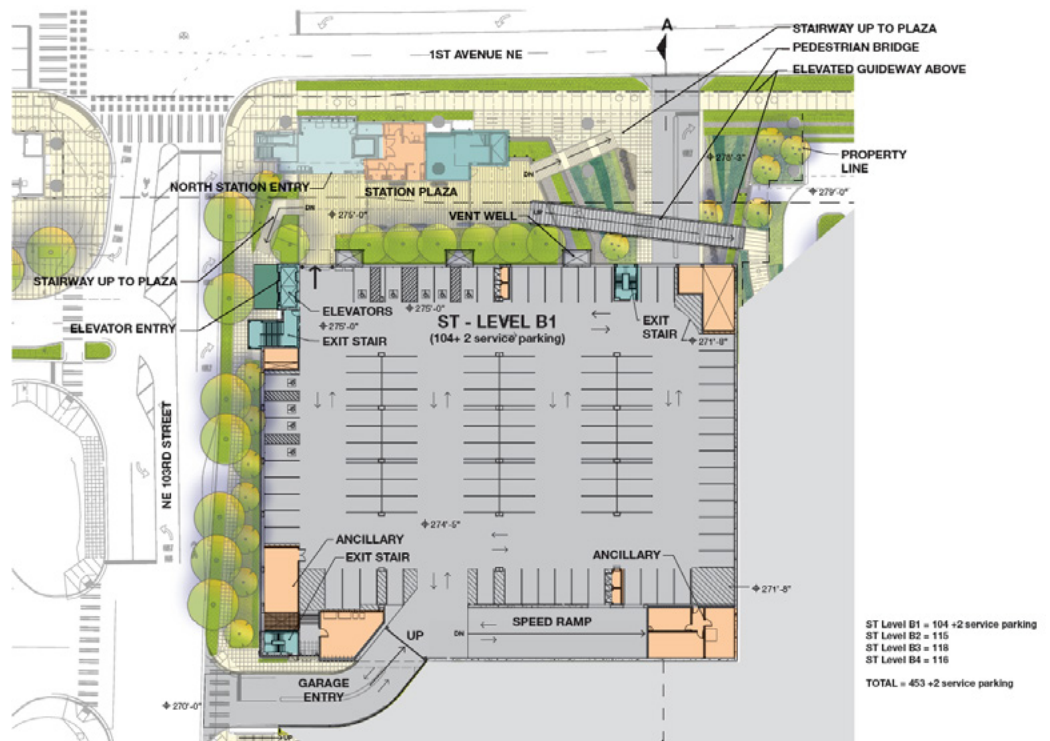 A
STAIRWAY UP TO PLAZA
1ST AVENUE NE
PEDESTRIAN BRIDGE
ELEVATED GUIDEWAY ABOVE
PROPERTY
LINE
278'-3"
279'-0"
DN
NORTH STATION ENTRY
STATION PLAZA
DN
275'-0"
VENT WELL
UP
STAIRWAY UP TO PLAZA
ELEVATORS
275'-0"
ELEVATOR ENTRY
275'-0"
ST - LEVEL B1
(104+ 2 service parking)
EXIT STAIR
EXIT
STAIR
271'-8"
NE 103RD STREET
274'-5"
ANCILLARY
EXIT STAIR
ANCILLARY
271'-8"
UP
DN
SPEED RAMP
GARAGE
ENTRY
270'-0"
UP
ST Level B1 = 104 +2 service parking
ST Level B2 = 115
ST Level B3 = 118
ST Level B4 = 116
TOTAL = 453 +2 service parking